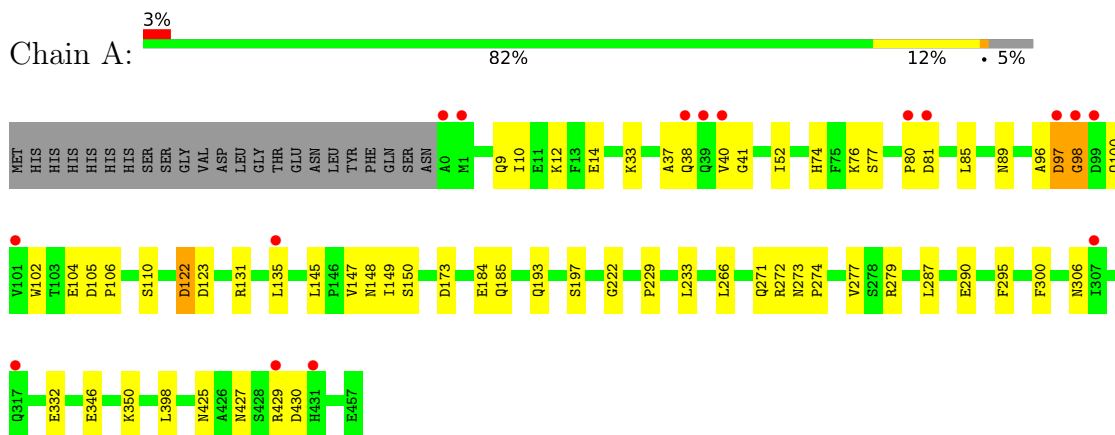 3%
Chain A:
82% 12% • 5%
MET HIS HIS HIS HIS HIS HIS SER SER GLY VAL ASP LEU GLY THR GLU ASN LEU TYR PHE GLN SER ASN A0 M1 Q9 I10 E11 K12 F13 E14 K33 A37 Q38 Q39 V40 G41 I52 H74 F75 K76 S77 P80 D81 L85 N89 A96 D97 G98 D99
V101 W102 T103 E104 D105 P106 S110 D122 D123 R131 L135 L145 P146 V147 N148 I149 S150 D173 E184 Q185 Q193 S197 G222 P229 L233 L266 Q271 R272 N273 P274 V277 S278 R279 L287 E290 F295 F300 N306 I307
Q317 E332 E346 K350 L398 N425 A426 N427 S428 R429 D430 H431 E457